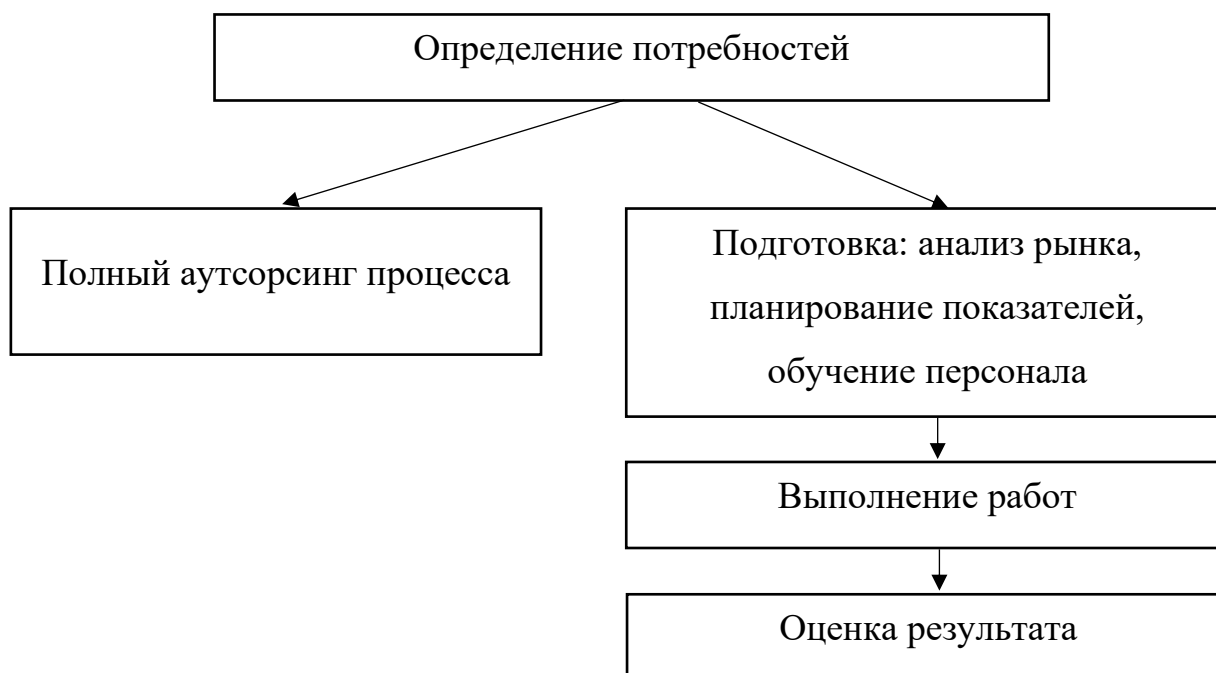 Определение потребностей
Полный аутсорсинг процесса
Подготовка: анализ рынка,
планирование показателей,
обучение персонала
Выполнение работ
Оценка результата